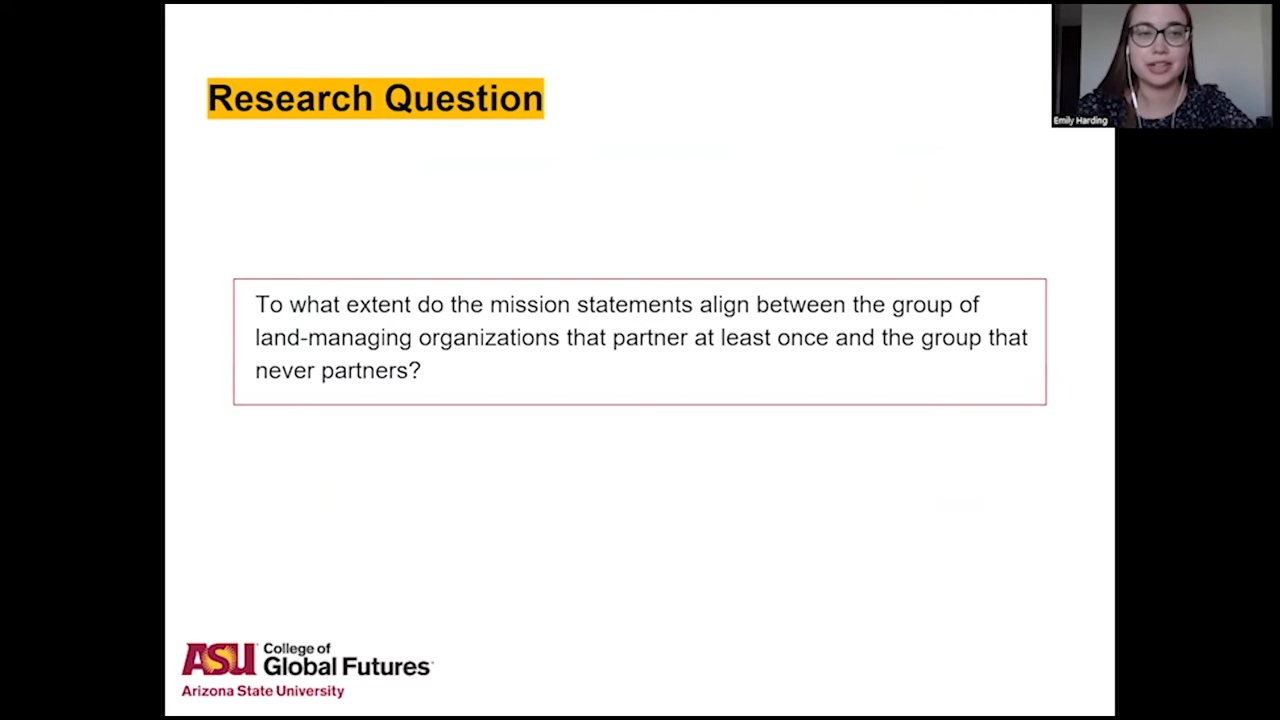 Research Question
Emily Harding
To what extent do the mission statements align between the group of
land-managing organizations that partner at least once and the group that
never partners?
ASU College of
Global Futures
Arizona State University